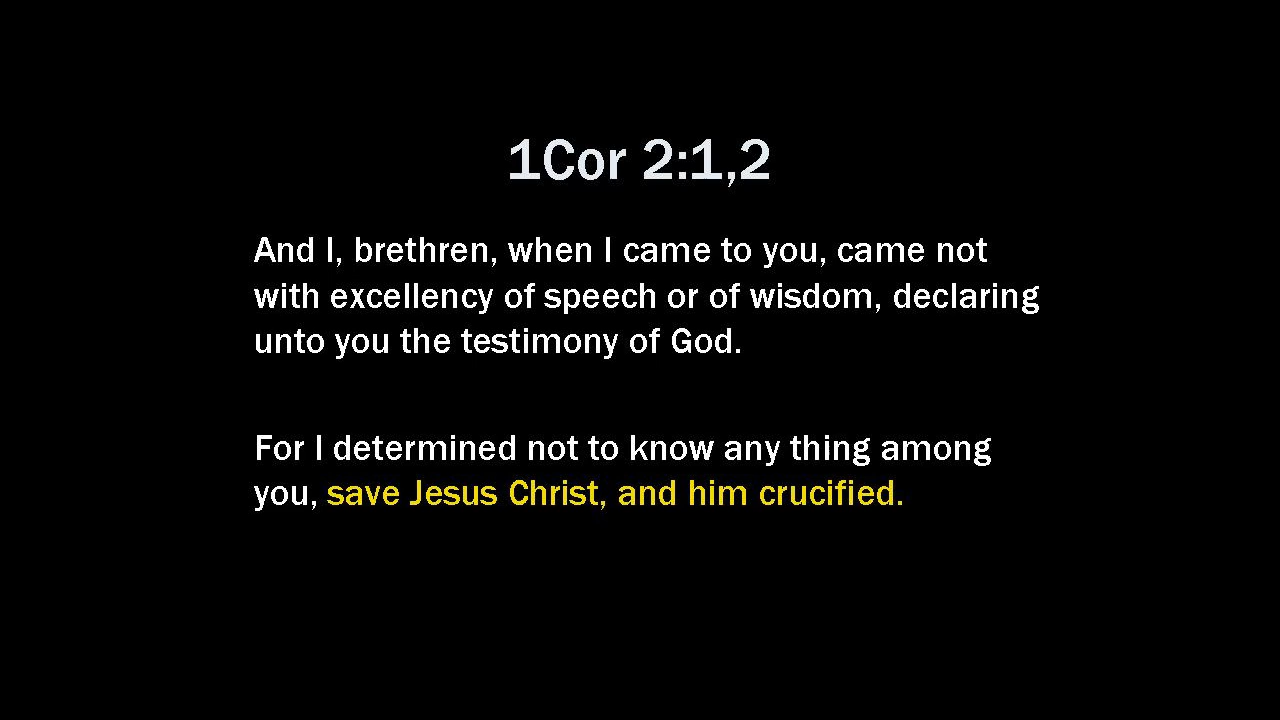 1Cor 2:1,2
And I, brethren, when I came to you, came not
with excellency of speech or of wisdom, declaring
unto you the testimony of God.
For I determined not to know any thing among
you, save Jesus Christ, and him crucified.